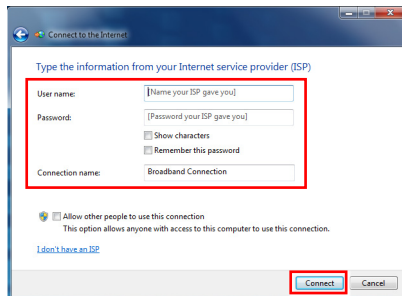 Connect to the Internet
Type the information from your Internet service provider (ISP)
User name:
[Name your ISP gave you]
Password:
[Password your ISP gave you]
Show characters
Remember this password
Connection name:
Broadband Connection
Allow other people to use this connection
This option allows anyone with access to this computer to use this connection.
I don't have an ISP
Connect
Cancel